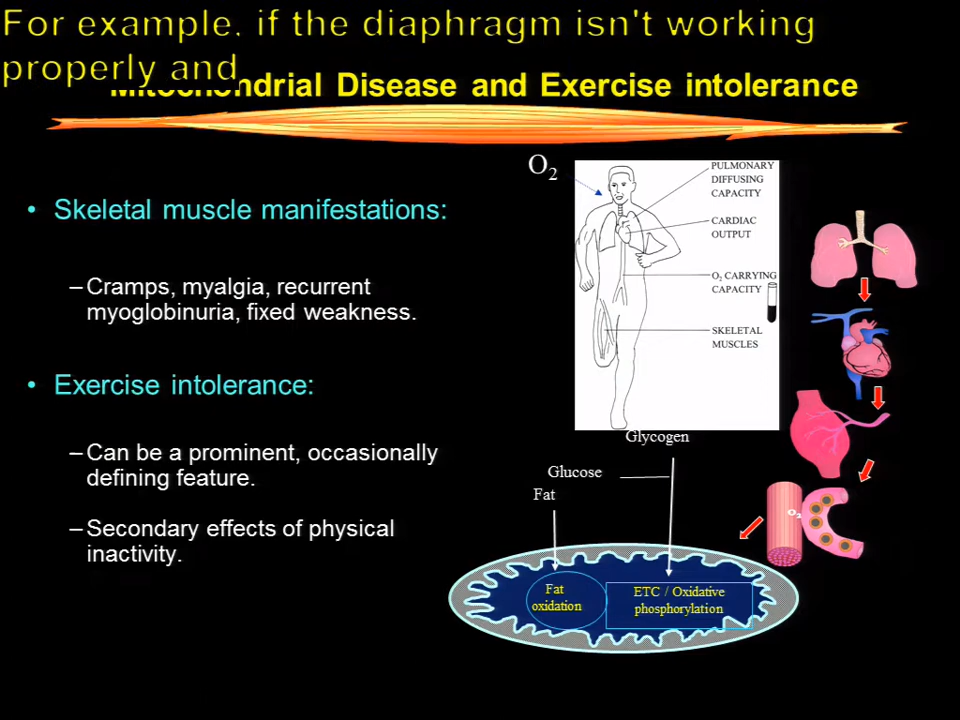 For example, if the diaphragm isn't working
properly and
Mitochondrial Disease and Exercise intolerance
• Skeletal muscle manifestations:
– Cramps, myalgia, recurrent
myoglobinuria, fixed weakness.
• Exercise intolerance:
– Can be a prominent, occasionally
defining feature.
– Secondary effects of physical
inactivity.
O2
PULMONARY
DIFFUSING
CAPACITY
CARDIAC
OUTPUT
O2 CARRYING
CAPACITY
SKELETAL
MUSCLES
Glycogen
Glucose
Fat
O2
Fat
oxidation
ETC / Oxidative
phosphorylation